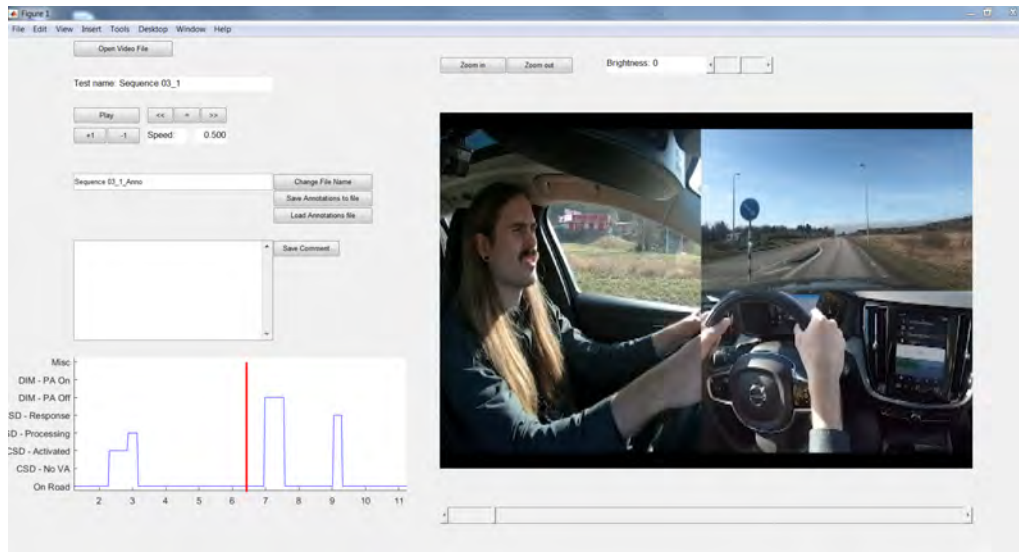 Figure 1
File Edit View Insert Tools Desktop Window Help
Open Video File
Zoom in Zoom out Brightness: 0
Test name: Sequence 03_1
Play << = >>
+1 -1 Speed: 0.500
Sequence 03_1_Anno Change File Name
Save Annotations to file
Load Annotations file
Save Comment
Misc
DIM - PA On
DIM - PA Off
SD - Response
SD - Processing
CSD - Activated
CSD - No VA
On Road
2 3 4 5 6 7 8 9 10 11